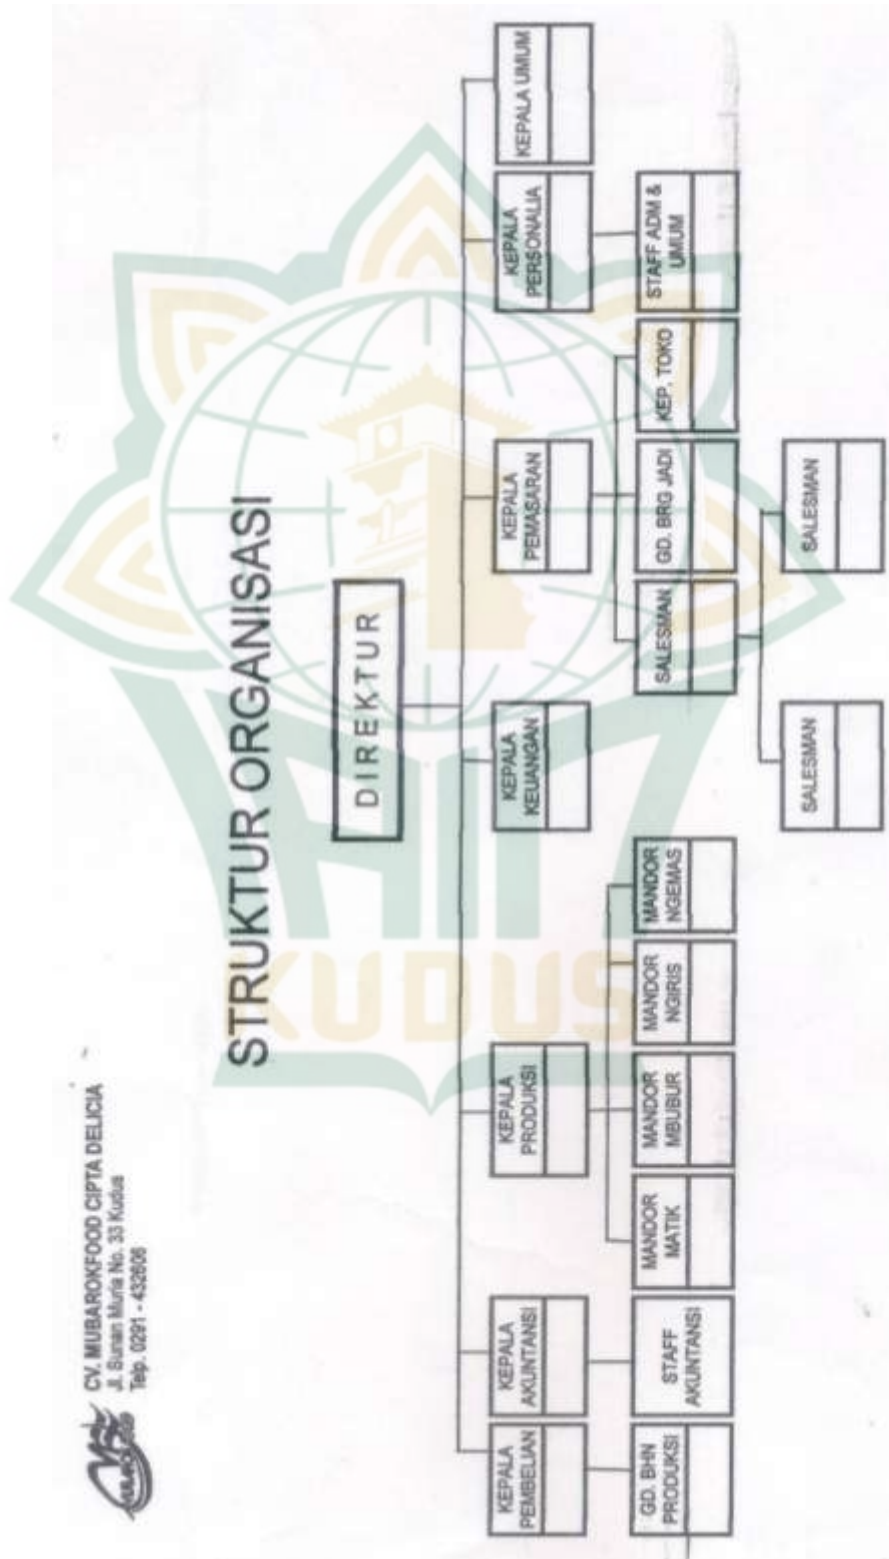 MUBAROKFOOD
CV. MUBAROKFOOD CIPTA DELICIA
Jl. Sunan Muria No. 33 Kudus
Telp. 0291 - 432606
STRUKTUR ORGANISASI
DIREKTUR
KEPALA
PEMBELIAN
KEPALA
AKUNTANSI
KEPALA
PRODUKSI
KEPALA
KEUANGAN
KEPALA
PEMASARAN
KEPALA
PERSONALIA
KEPALA UMUM
GD. BHN
PRODUKSI
STAFF
AKUNTANSI
MANDOR
MATIK
MANDOR
MBUBUR
MANDOR
NGIRIS
MANDOR
NGEMAS
SALESMAN
GD. BRG JADI
KEP. TOKO
STAFF ADM &
UMUM
SALESMAN
SALESMAN
KUDUS